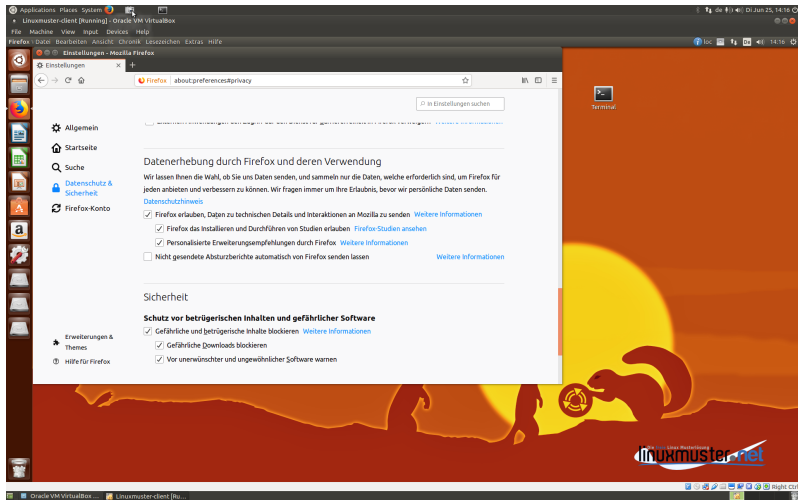 Applications Places System de Di Jun 25, 14:16
Linuxmuster-client [Running] - Oracle VM VirtualBox
File Machine View Input Devices Help
Firefox Datei Bearbeiten Ansicht Chronik Lesezeichen Extras Hilfe loc De 14:16
Einstellungen - Mozilla Firefox
Einstellungen
Firefox about:preferences#privacy
In Einstellungen suchen
Terminal
Allgemein
Startseite
Suche
Datenschutz &
Sicherheit
Firefox-Konto
Erweiterungen &
Themes
Hilfe für Firefox
Datenerhebung durch Firefox und deren Verwendung
Wir lassen Ihnen die Wahl, ob Sie uns Daten senden, und sammeln nur die Daten, welche erforderlich sind, um Firefox für
jeden anbieten und verbessern zu können. Wir fragen immer um Ihre Erlaubnis, bevor wir persönliche Daten senden.
Datenschutzhinweis
Firefox erlauben, Daten zu technischen Details und Interaktionen an Mozilla zu senden Weitere Informationen
Firefox das Installieren und Durchführen von Studien erlauben Firefox-Studien ansehen
Personalisierte Erweiterungsempfehlungen durch Firefox Weitere Informationen
Nicht gesendete Absturzberichte automatisch von Firefox senden lassen Weitere Informationen
Sicherheit
Schutz vor betrügerischen Inhalten und gefährlicher Software
Gefährliche und betrügerische Inhalte blockieren Weitere Informationen
Gefährliche Downloads blockieren
Vor unerwünschter und ungewöhnlicher Software warnen
linuxmuster.net
Right Ctrl
Oracle VM VirtualBox ... Linuxmuster-client [Ru...